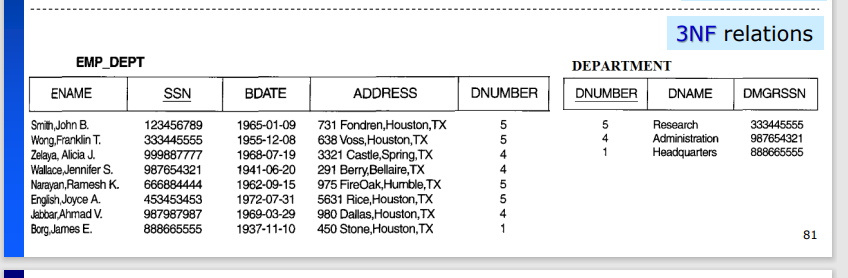 3NF relations
EMP_DEPT
ENAME SSN BDATE ADDRESS DNUMBER
Smith,John B. 123456789 1965-01-09 731 Fondren,Houston,TX 5
Wong,Franklin T. 333445555 1955-12-08 638 Voss,Houston,TX 5
Zelaya, Alicia J. 999887777 1968-07-19 3321 Castle,Spring,TX 4
Wallace,Jennifer S. 987654321 1941-06-20 291 Berry,Bellaire,TX 4
Narayan,Ramesh K. 666884444 1962-09-15 975 FireOak,Humble,TX 5
English,Joyce A. 453453453 1972-07-31 5631 Rice,Houston,TX 5
Jabbar,Ahmad V. 987987987 1969-03-29 980 Dallas,Houston,TX 4
Borg,James E. 888665555 1937-11-10 450 Stone,Houston,TX 1
DEPARTMENT
DNUMBER DNAME DMGRSSN
5 Research 333445555
4 Administration 987654321
1 Headquarters 888665555
81